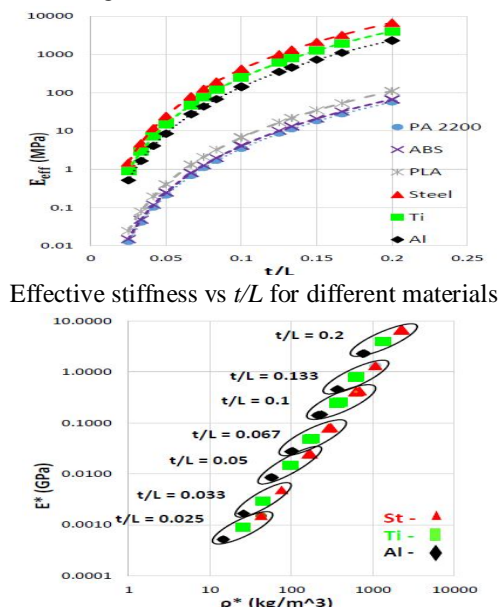 10000
1000
100
10
1
0.1
0.01
E_eff (MPa)
PA 2200
ABS
PLA
Steel
Ti
Al
0 0.05 0.1 0.15 0.2 0.25
t/L
Effective stiffness vs t/L for different materials
10.0000
1.0000
0.1000
0.0100
0.0010
0.0001
E* (GPa)
t/L = 0.2
t/L = 0.133
t/L = 0.1
t/L = 0.067
t/L = 0.05
t/L = 0.033
t/L = 0.025
St -
Ti -
Al -
10 100 1000 10000
ρ* (kg/m^3)